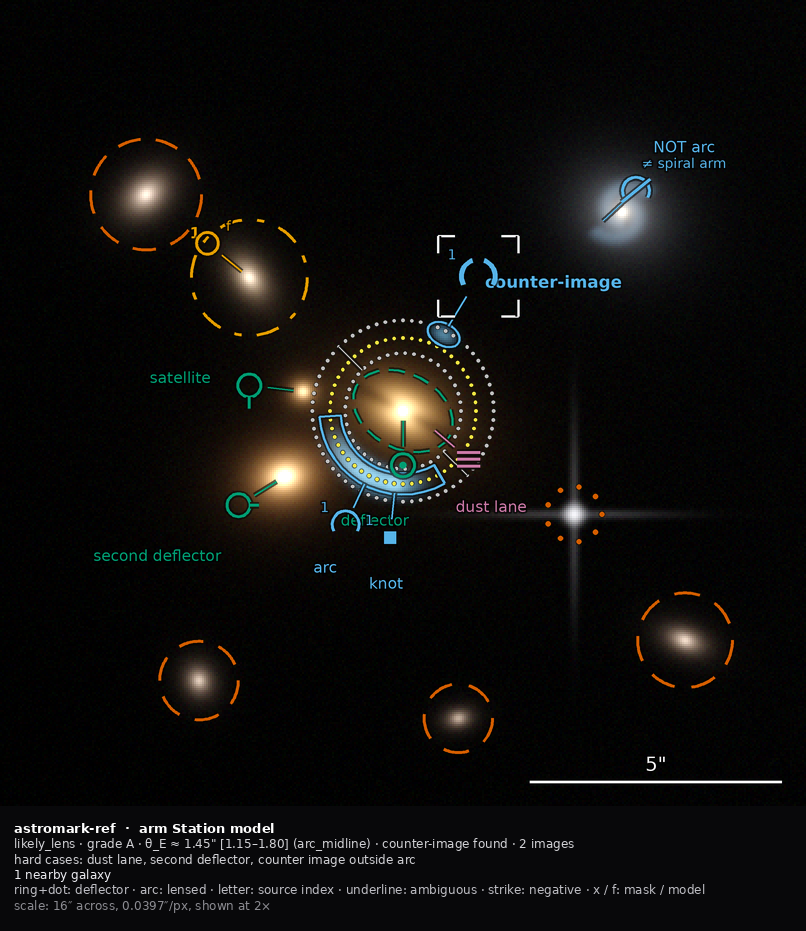 NOT arc
≠ spiral arm
1 f
1
counter-image
satellite
dust lane
1
1
deflector
second deflector
arc
knot
5"
astromark-ref · arm Station model
likely_lens · grade A · θ_E ≈ 1.45" [1.15–1.80] (arc_midline) · counter-image found · 2 images
hard cases: dust lane, second deflector, counter image outside arc
1 nearby galaxy
ring+dot: deflector · arc: lensed · letter: source index · underline: ambiguous · strike: negative · x / f: mask / model
scale: 16″ across, 0.0397″/px, shown at 2×